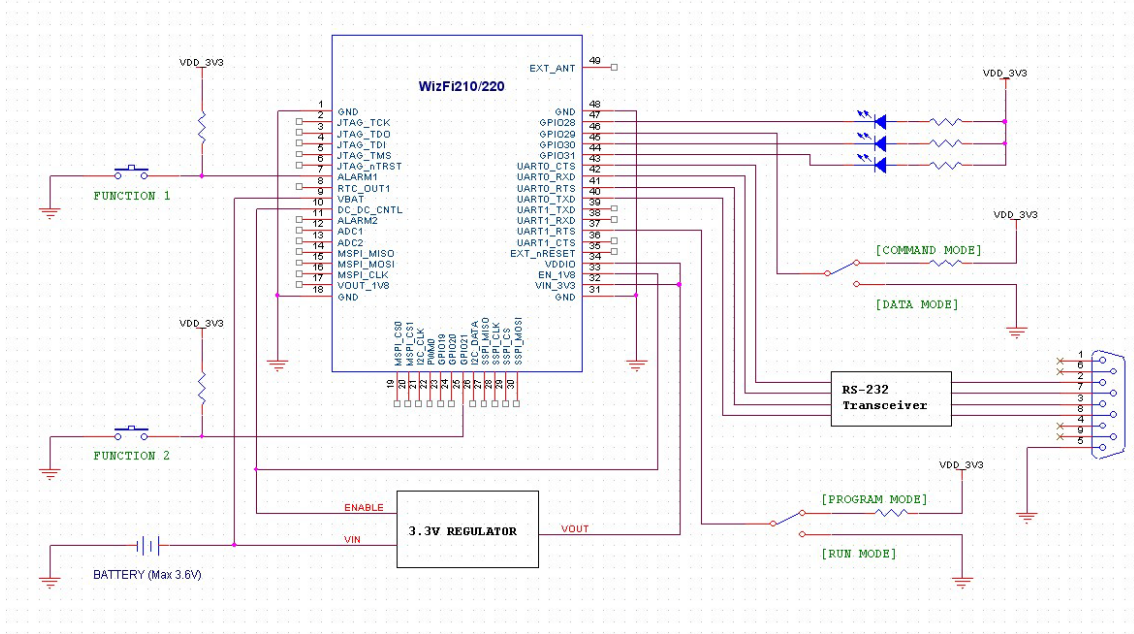 WizFi210/220
49
EXT_ANT
VDD_3V3
VDD_3V3
1
GND
2
JTAG_TCK
3
JTAG_TDO
4
JTAG_TDI
5
JTAG_TMS
6
JTAG_nTRST
7
ALARM1
8
RTC_OUT1
9
VBAT
10
DC_DC_CNTL
11
ALARM2
12
ADC1
13
ADC2
14
MSPI_MISO
15
MSPI_MOSI
16
MSPI_CLK
17
VOUT_1V8
18
GND
48
GND
47
GPIO28
46
GPIO29
45
GPIO30
44
GPIO31
43
UART0_CTS
42
UART0_RXD
41
UART0_RTS
40
UART0_TXD
39
UART1_TXD
38
UART1_RXD
37
UART1_RTS
36
UART1_CTS
35
EXT_nRESET
34
VDDIO
33
EN_1V8
32
VIN_3V3
31
GND
MSPI_CS0
MSPI_CS1
I2C_CLK
PWM0
GPIO19
GPIO20
GPIO21
I2C_DATA
SSPI_MISO
SSPI_CLK
SSPI_CS
SSPI_MOSI
19
20
21
22
23
24
25
26
27
28
29
30
FUNCTION 1
VDD_3V3
[COMMAND MODE]
[DATA MODE]
VDD_3V3
FUNCTION 2
RS-232
Transceiver
1
6
2
7
3
8
4
9
5
VDD_3V3
[PROGRAM MODE]
[RUN MODE]
ENABLE
VIN
3.3V REGULATOR
VOUT
BATTERY (Max 3.6V)